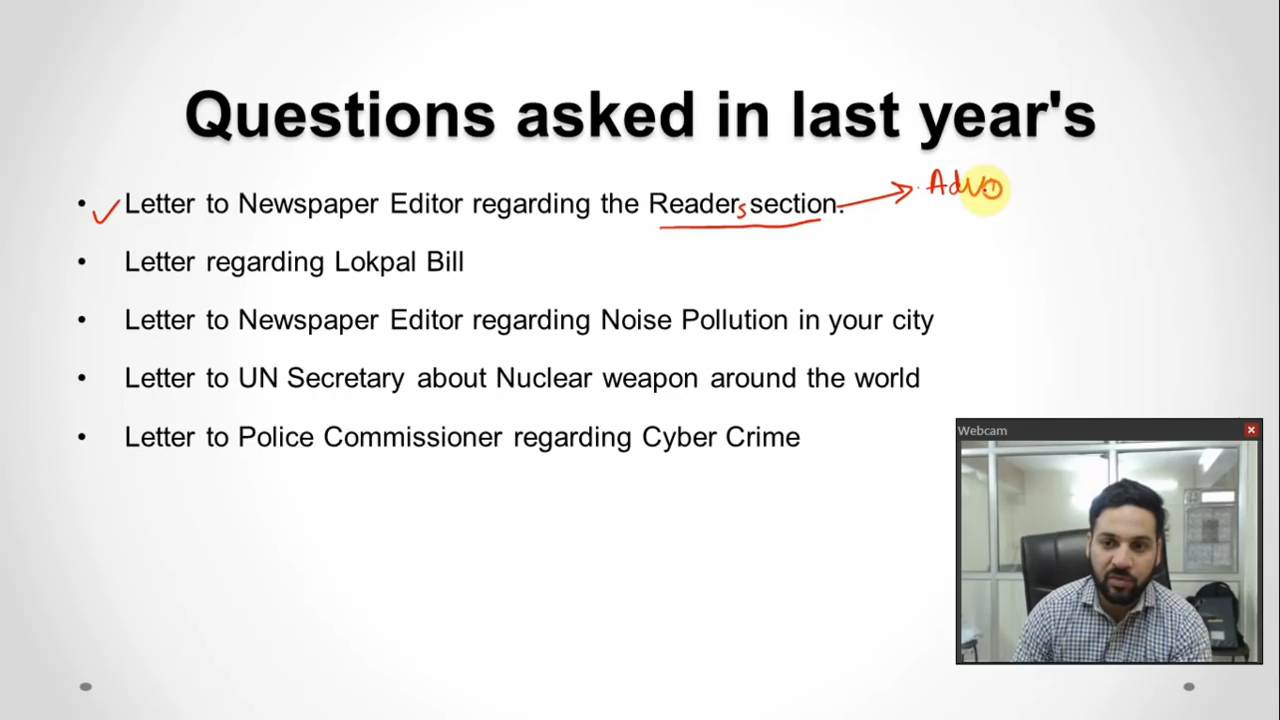 Questions asked in last year's
• Letter to Newspaper Editor regarding the Readers section.
• Letter regarding Lokpal Bill
• Letter to Newspaper Editor regarding Noise Pollution in your city
• Letter to UN Secretary about Nuclear weapon around the world
• Letter to Police Commissioner regarding Cyber Crime
Webcam